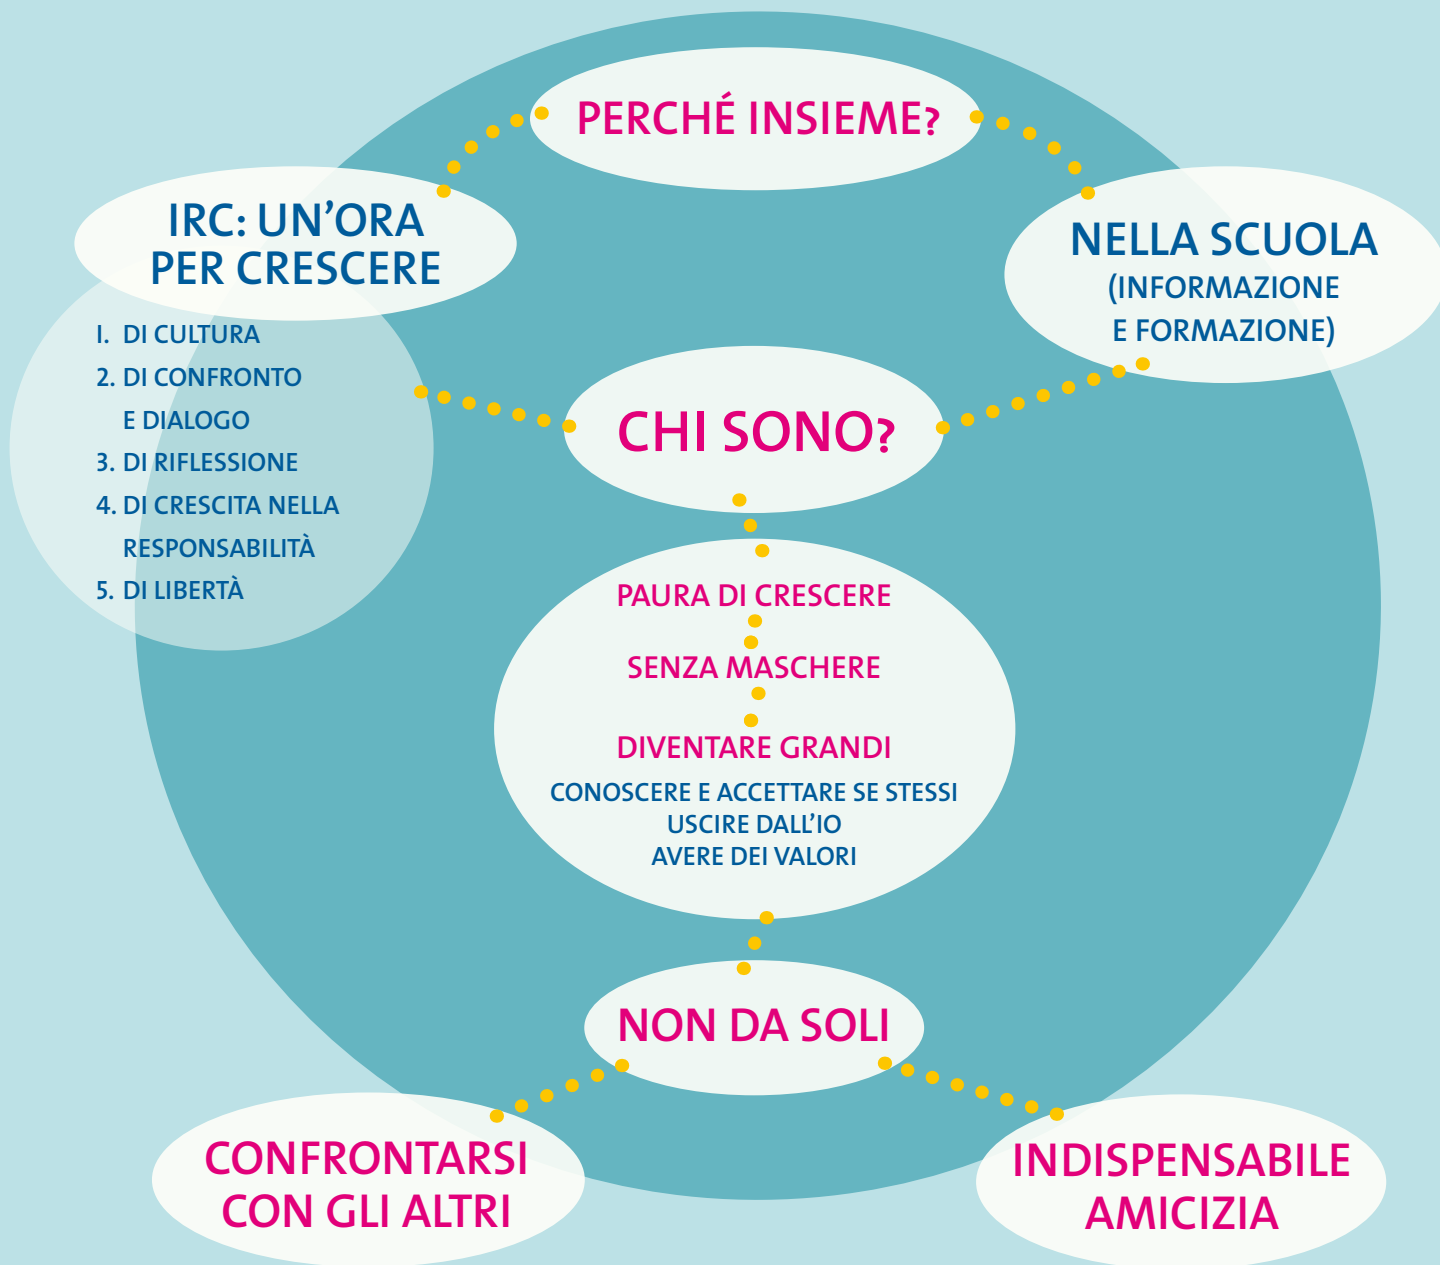 PERCHÉ INSIEME?
IRC: UN'ORA
PER CRESCERE
1. DI CULTURA
2. DI CONFRONTO
E DIALOGO
3. DI RIFLESSIONE
4. DI CRESCITA NELLA
RESPONSABILITÀ
5. DI LIBERTÀ
NELLA SCUOLA
(INFORMAZIONE
E FORMAZIONE)
CHI SONO?
PAURA DI CRESCERE
SENZA MASCHERE
DIVENTARE GRANDI
CONOSCERE E ACCETTARE SE STESSI
USCIRE DALL'IO
AVERE DEI VALORI
NON DA SOLI
CONFRONTARSI
CON GLI ALTRI
INDISPENSABILE
AMICIZIA